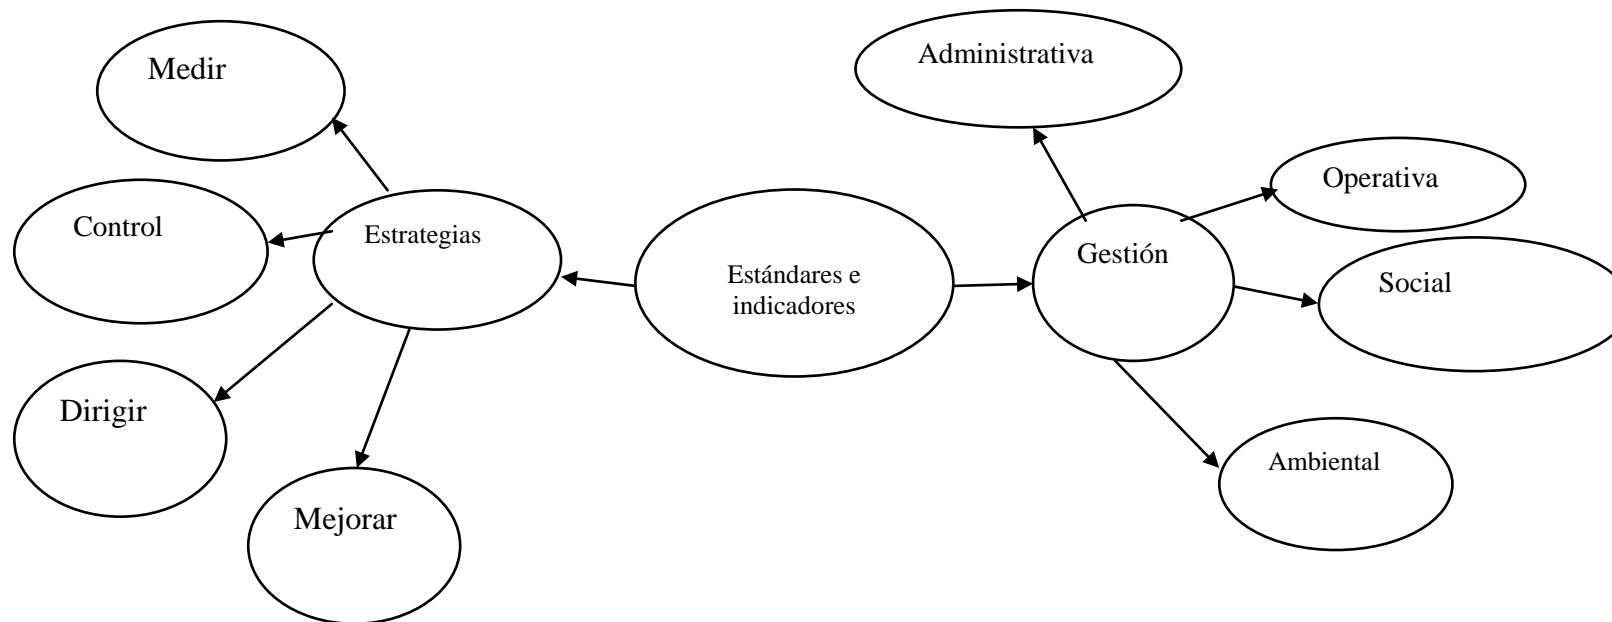 Medir
Administrativa
Control
Estrategias
Operativa
Gestión
Estándares e
indicadores
Social
Dirigir
Ambiental
Mejorar